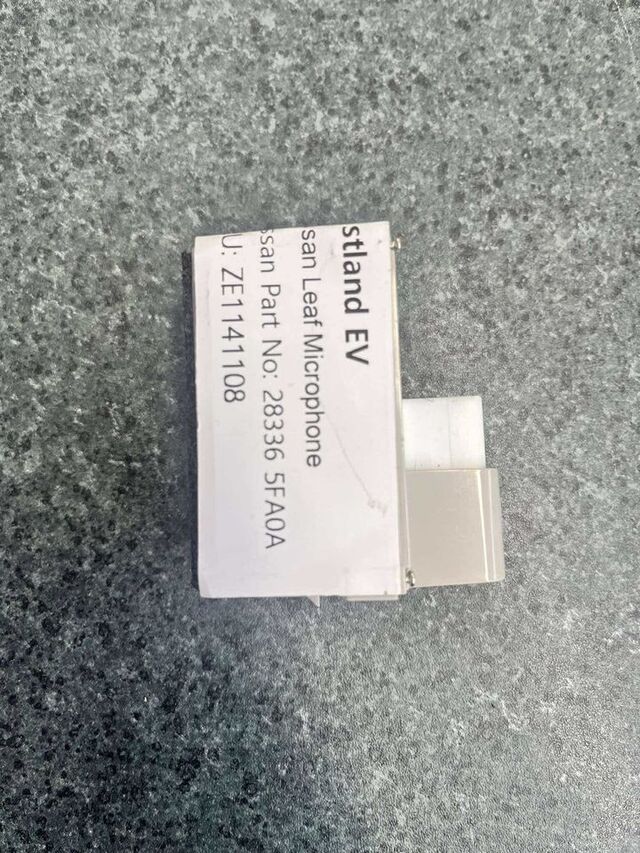 stland EV
san Leaf Microphone
ssan Part No: 28336 5FA0A
U: ZE1141108